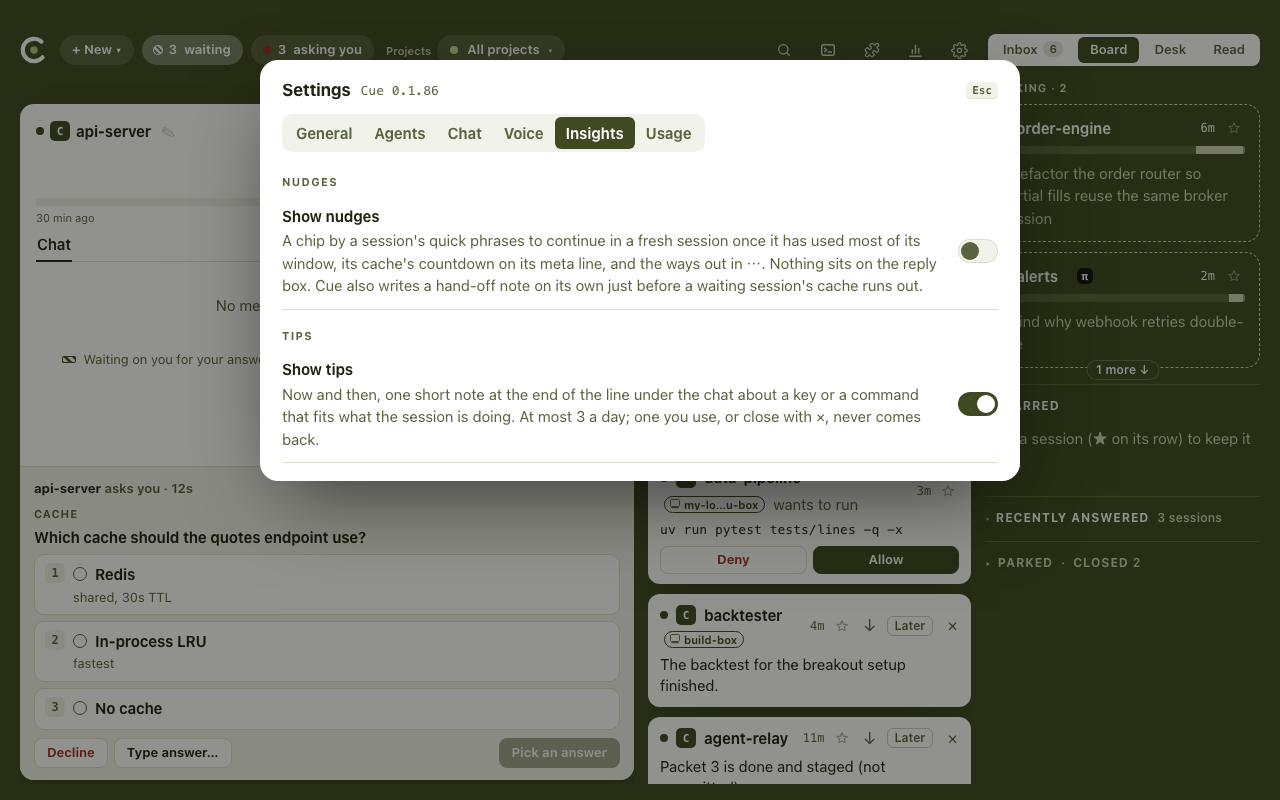 + New ▾
3 waiting
3 asking you
Projects
All projects ▾
Inbox 6
Board
Desk
Read
Settings Cue 0.1.86
Esc
General
Agents
Chat
Voice
Insights
Usage
NUDGES
Show nudges
A chip by a session's quick phrases to continue in a fresh session once it has used most of its
window, its cache's countdown on its meta line, and the ways out in ···. Nothing sits on the reply
box. Cue also writes a hand-off note on its own just before a waiting session's cache runs out.
TIPS
Show tips
Now and then, one short note at the end of the line under the chat about a key or a command
that fits what the session is doing. At most 3 a day; one you use, or close with ×, never comes
back.
C api-server
30 min ago
Chat
No me
Waiting on you for your answe
api-server asks you · 12s
CACHE
Which cache should the quotes endpoint use?
1 Redis
shared, 30s TTL
2 In-process LRU
fastest
3 No cache
Decline
Type answer...
Pick an answer
3m
my-lo...u-box wants to run
uv run pytest tests/lines -q -x
Deny
Allow
C backtester
4m
Later
×
build-box
The backtest for the breakout setup
finished.
C agent-relay
11m
Later
×
Packet 3 is done and staged (not
KING · 2
order-engine
6m
efactor the order router so
rtial fills reuse the same broker
ssion
alerts π
2m
ind why webhook retries double-
1 more ↓
RRED
a session (★ on its row) to keep it
RECENTLY ANSWERED 3 sessions
PARKED · CLOSED 2